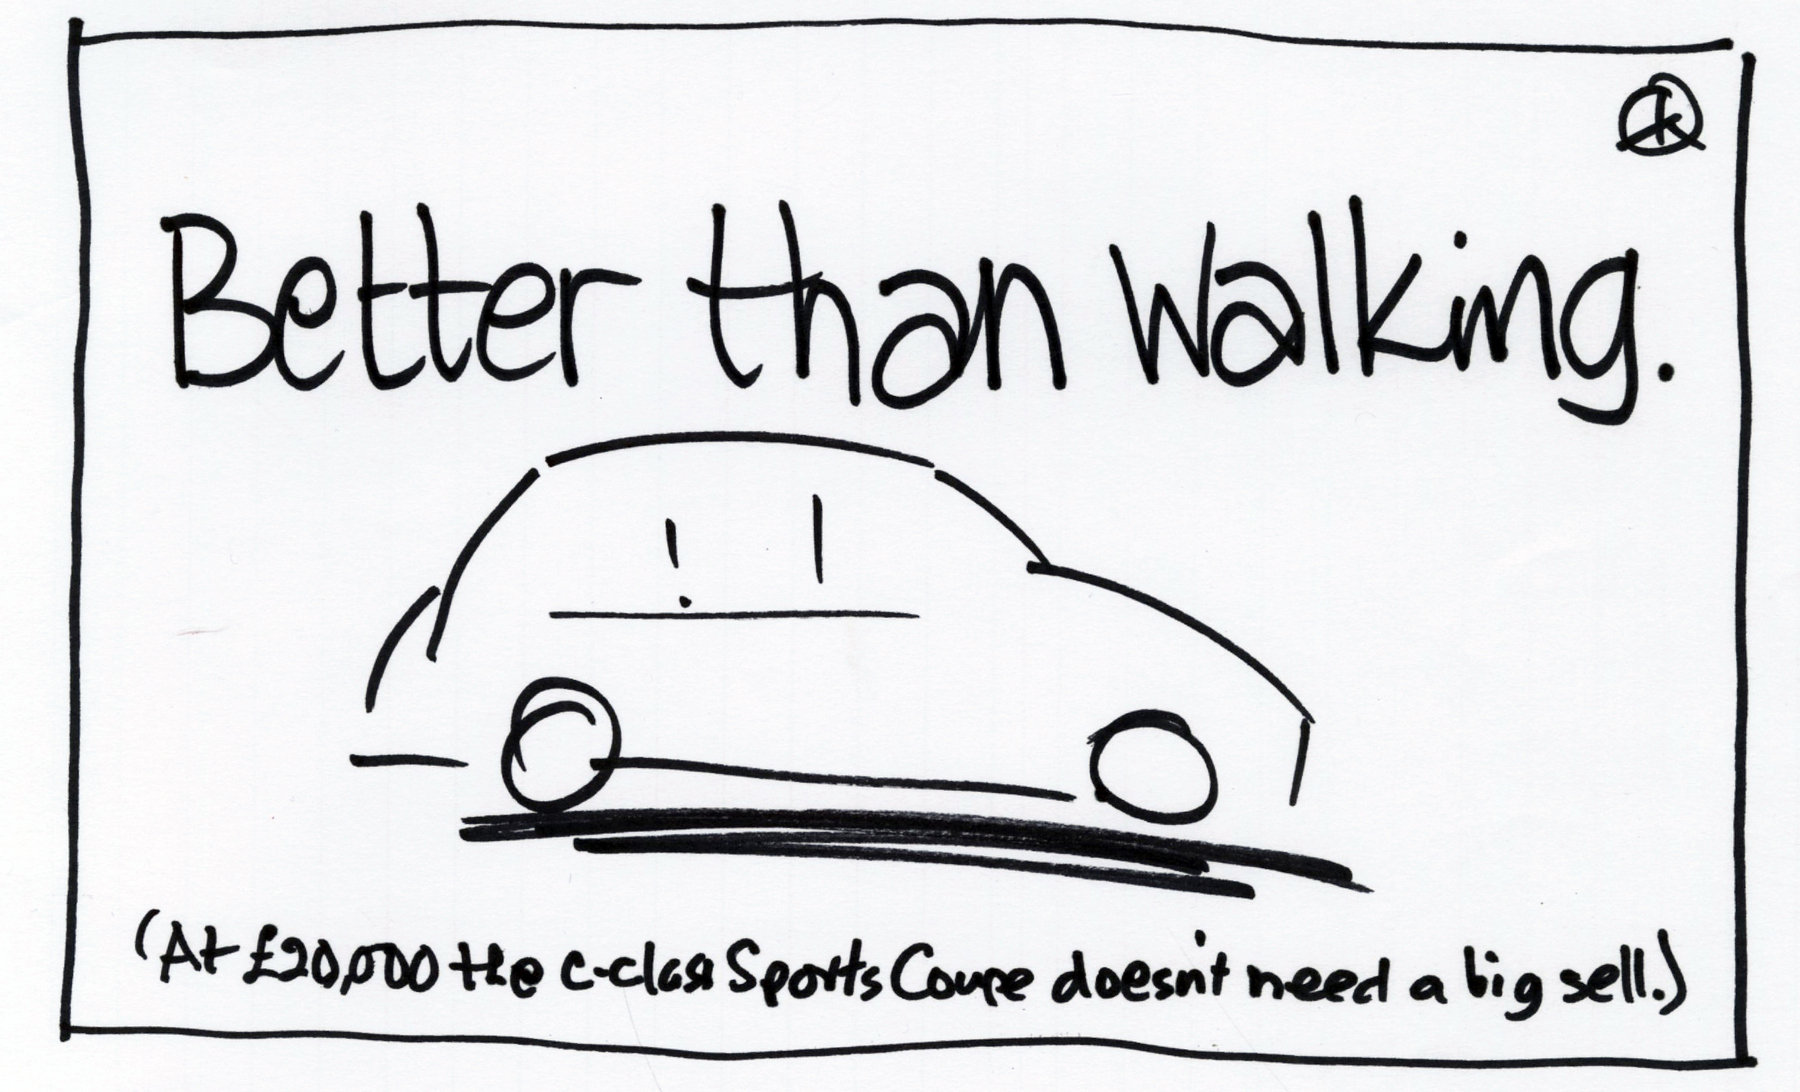 Better than walking.
(At £20,000 the c-class Sports Coupe doesn't need a big sell.)